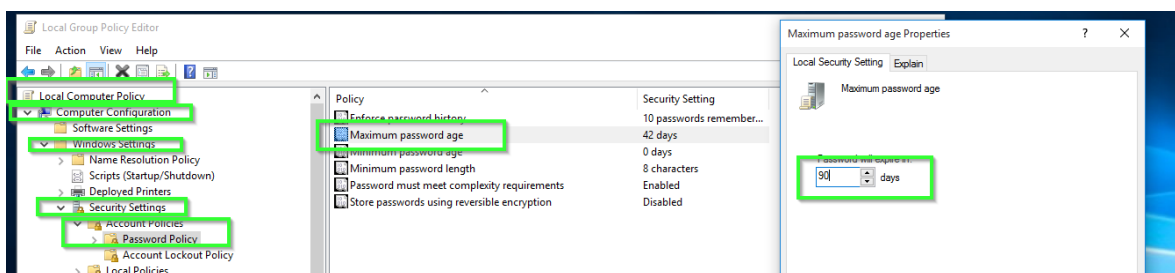 Local Group Policy Editor
File Action View Help
Local Computer Policy
Computer Configuration
Software Settings
Windows Settings
Name Resolution Policy
Scripts (Startup/Shutdown)
Deployed Printers
Security Settings
Account Policies
Password Policy
Account Lockout Policy
Local Policies
Policy Security Setting
Enforce password history 10 passwords remember...
Maximum password age 42 days
Minimum password age 0 days
Minimum password length 8 characters
Password must meet complexity requirements Enabled
Store passwords using reversible encryption Disabled
Maximum password age Properties ?
Local Security Setting Explain
Maximum password age
Password will expire in:
90 days